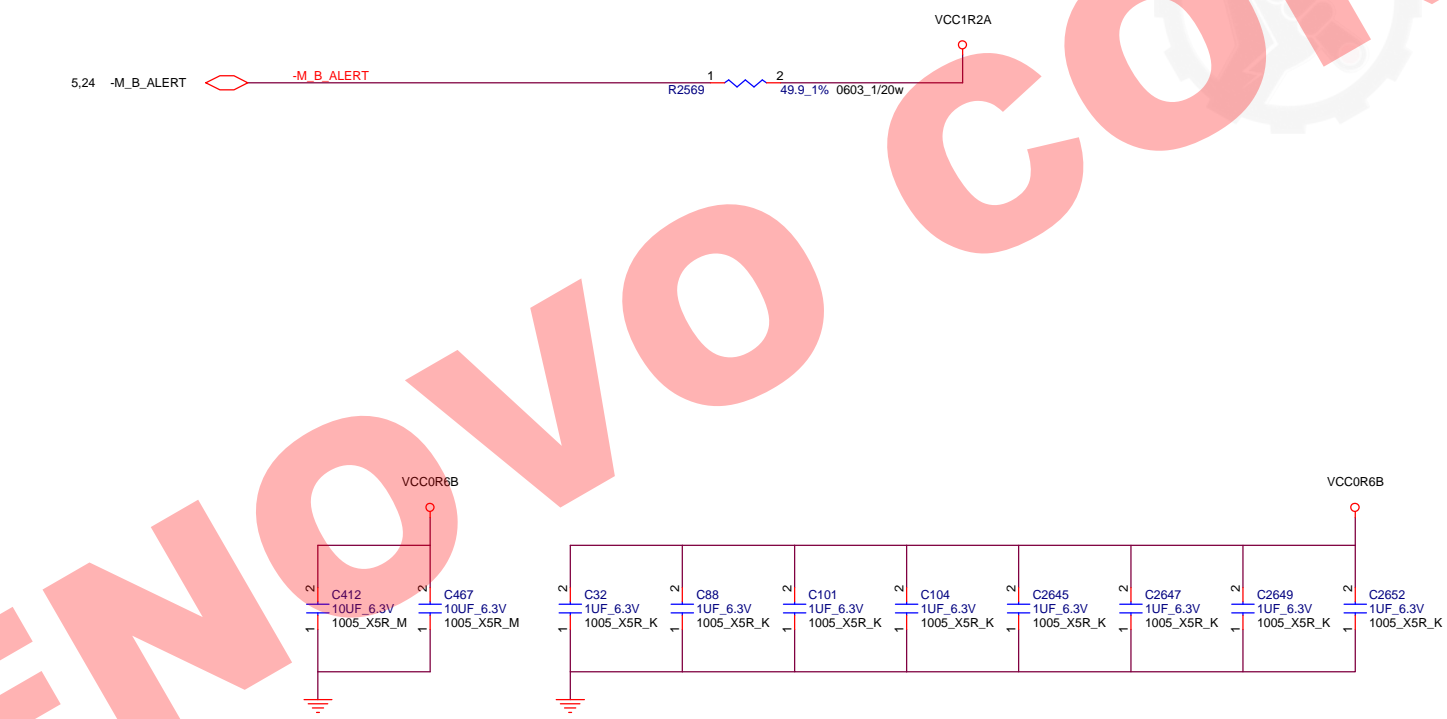 VCC1R2A
5,24 -M_B_ALERT -M_B_ALERT 1 2
R2569 49.9_1% 0603_1/20w
VCC0R6B VCC0R6B
2 C412 2 C467 2 C32 2 C88 2 C101 2 C104 2 C2645 2 C2647 2 C2649 2 C2652
10UF_6.3V 10UF_6.3V 1UF_6.3V 1UF_6.3V 1UF_6.3V 1UF_6.3V 1UF_6.3V 1UF_6.3V 1UF_6.3V 1UF_6.3V
1 1005_X5R_M 1 1005_X5R_M 1 1005_X5R_K 1 1005_X5R_K 1 1005_X5R_K 1 1005_X5R_K 1 1005_X5R_K 1 1005_X5R_K 1 1005_X5R_K 1 1005_X5R_K
ENOVO CO